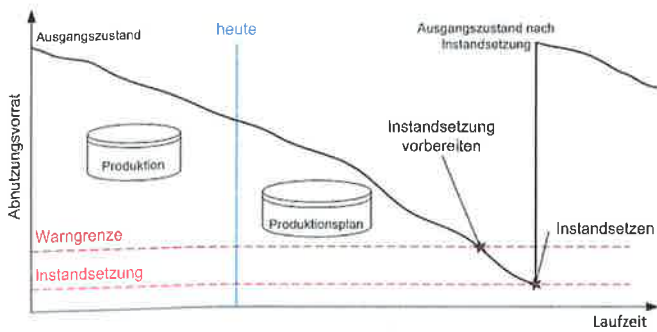 heute
Ausgangszustand
Ausgangszustand nach
Instandsetzung
Abnutzungsvorrat
Instandsetzung
vorbereiten
Produktion
Produktionsplan
Warngrenze
Instandsetzen
Instandsetzung
Laufzeit